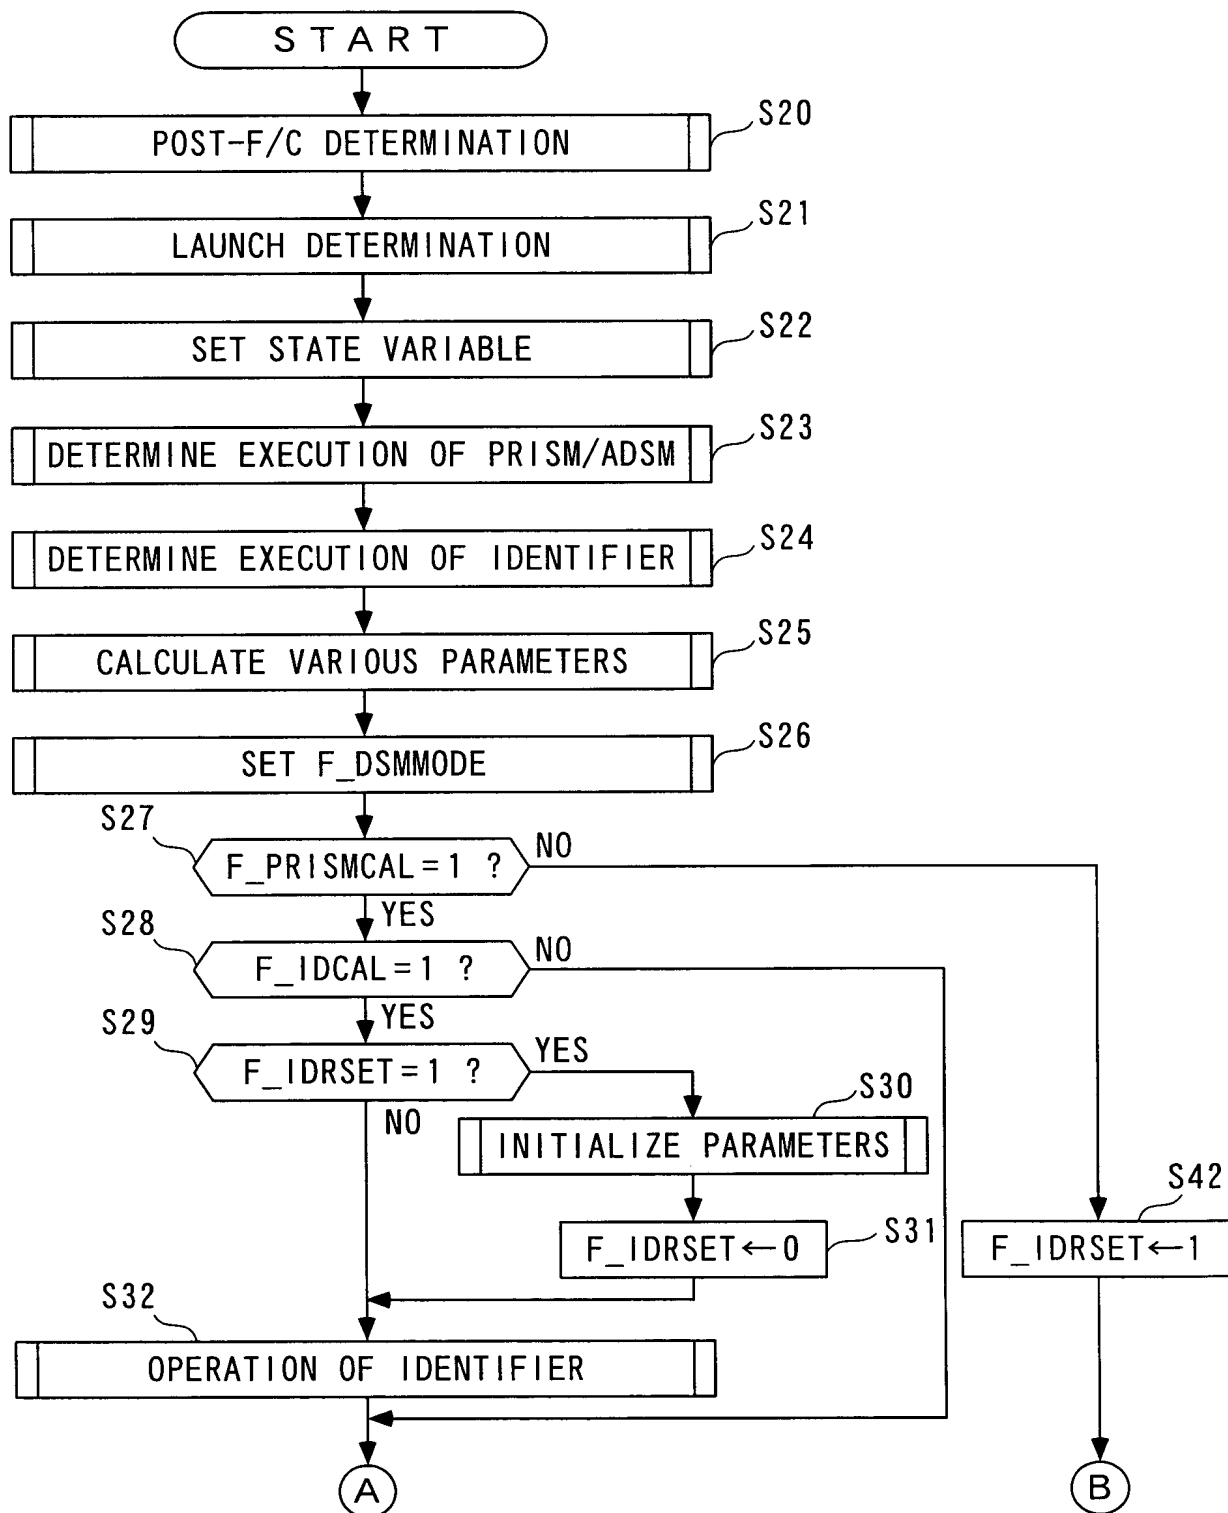 START
POST-F/C DETERMINATION
S20
LAUNCH DETERMINATION
S21
SET STATE VARIABLE
S22
DETERMINE EXECUTION OF PRISM/ADSM
S23
DETERMINE EXECUTION OF IDENTIFIER
S24
CALCULATE VARIOUS PARAMETERS
S25
SET F_DSMMODE
S26
S27
F_PRISMCAL=1 ?
NO
YES
S28
F_IDCAL=1 ?
NO
YES
S29
F_IDRSET=1 ?
YES
NO
S30
INITIALIZE PARAMETERS
S31
F_IDRSET←0
S42
F_IDRSET←1
S32
OPERATION OF IDENTIFIER
A
B